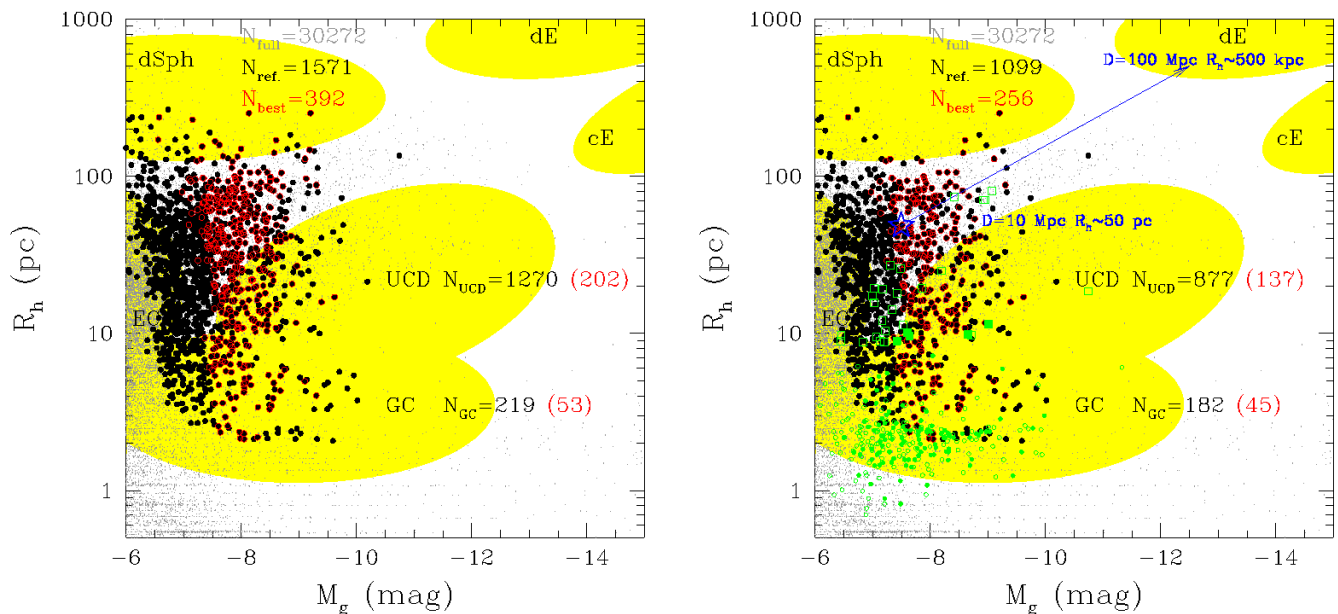 1000
100
10
1
R_h (pc)
-6
-8
-10
-12
-14
M_g (mag)
dSph
N_full=30272
N_ref.=1571
N_best=392
dE
cE
EC
UCD N_UCD=1270 (202)
GC N_GC=219 (53)
1000
100
10
1
R_h (pc)
-6
-8
-10
-12
-14
M_g (mag)
dSph
N_full=30272
N_ref.=1099
N_best=256
dE
D=100 Mpc R_h~500 kpc
cE
D=10 Mpc R_h~50 pc
EC
UCD N_UCD=877 (137)
GC N_GC=182 (45)